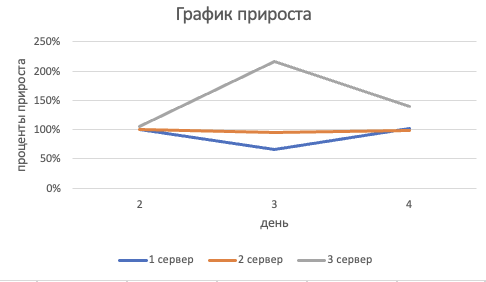 График прироста
250%
200%
150%
100%
50%
0%
проценты прироста
2 3 4
день
1 сервер 2 сервер 3 сервер